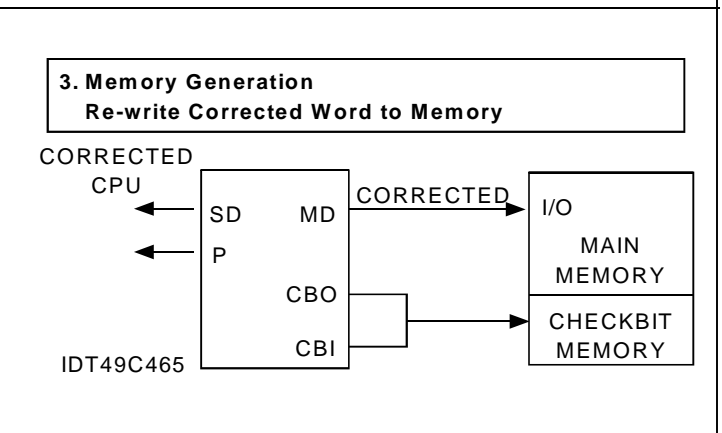 3. Memory Generation
Re-write Corrected Word to Memory
CORRECTED
CPU
CORRECTED
SD
MD
I/O
P
MAIN
MEMORY
CBO
CHECKBIT
CBI
MEMORY
IDT49C465